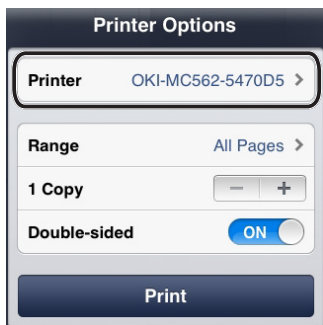 Printer Options
Printer OKI-MC562-5470D5 >
Range All Pages >
1 Copy - +
Double-sided ON
Print